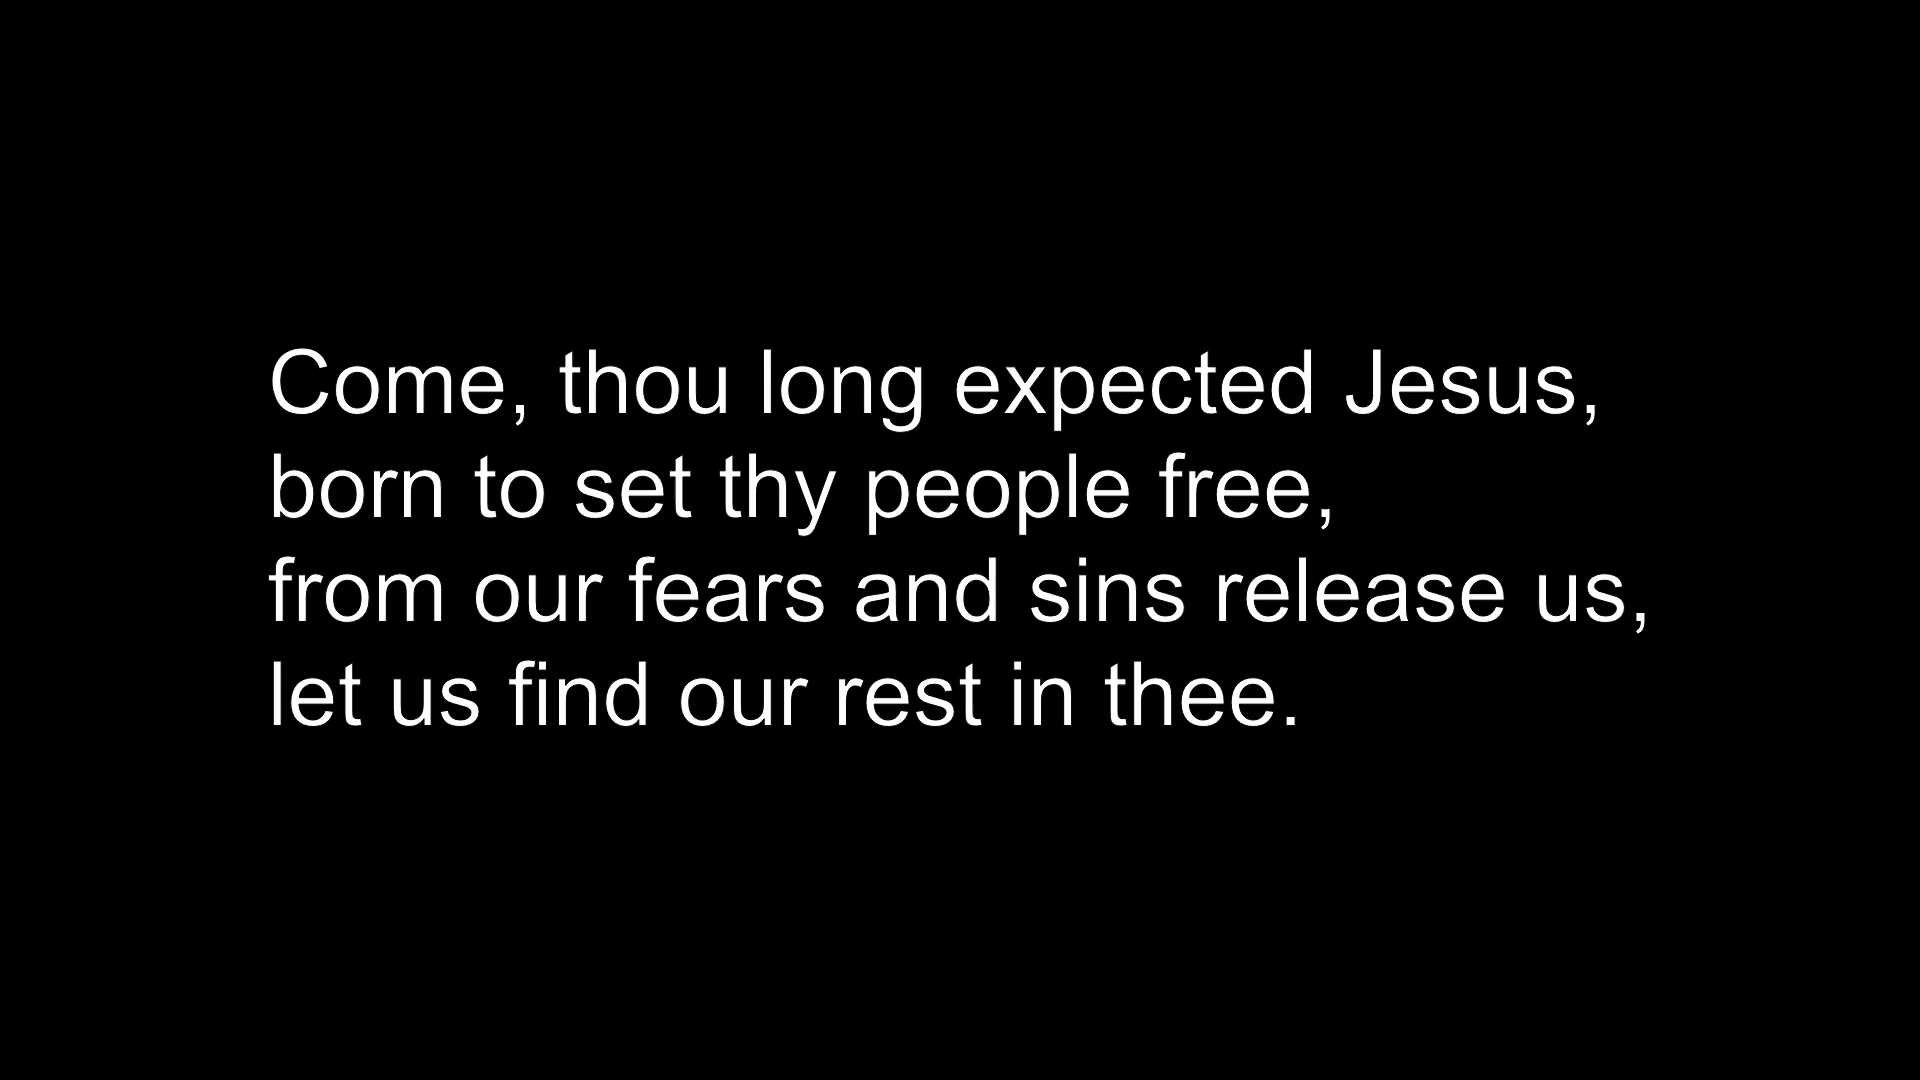 Come, thou long expected Jesus,
born to set thy people free,
from our fears and sins release us,
let us find our rest in thee.